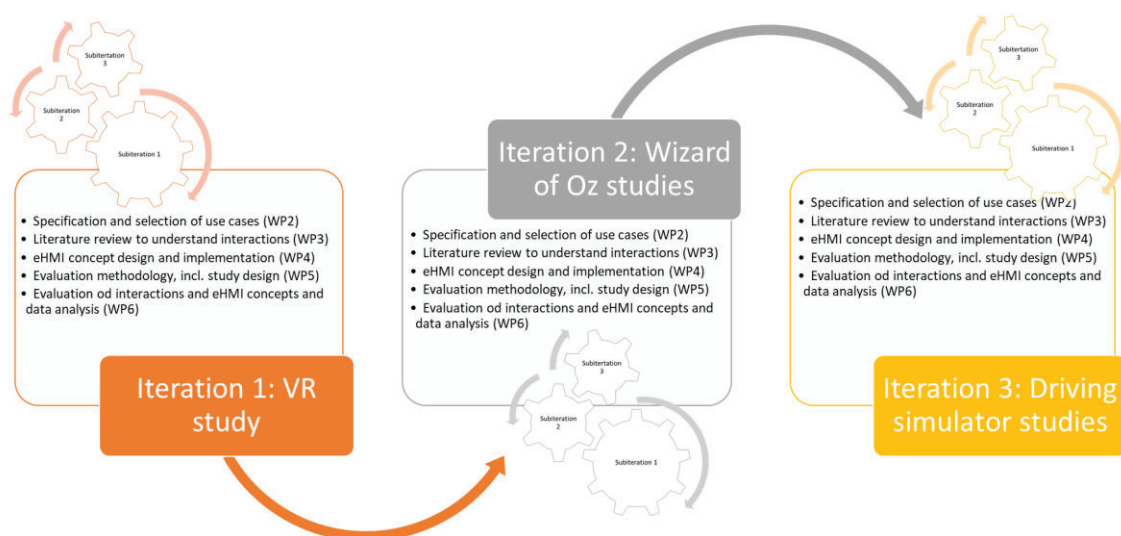 Subitertation
3
Subiteration
2
Subiteration 1
• Specification and selection of use cases (WP2)
• Literature review to understand interactions (WP3)
• eHMI concept design and implementation (WP4)
• Evaluation methodology, incl. study design (WP5)
• Evaluation od interactions and eHMI concepts and
data analysis (WP6)
Iteration 1: VR
study
Iteration 2: Wizard
of Oz studies
• Specification and selection of use cases (WP2)
• Literature review to understand interactions (WP3)
• eHMI concept design and implementation (WP4)
• Evaluation methodology, incl. study design (WP5)
• Evaluation od interactions and eHMI concepts and
data analysis (WP6)
Subitertation
3
Subiteration
2
Subiteration 1
Subiteration
3
Subiteration
2
Subiteration 1
• Specification and selection of use cases (WP2)
• Literature review to understand interactions (WP3)
• eHMI concept design and implementation (WP4)
• Evaluation methodology, incl. study design (WP5)
• Evaluation od interactions and eHMI concepts and
data analysis (WP6)
Iteration 3: Driving
simulator studies